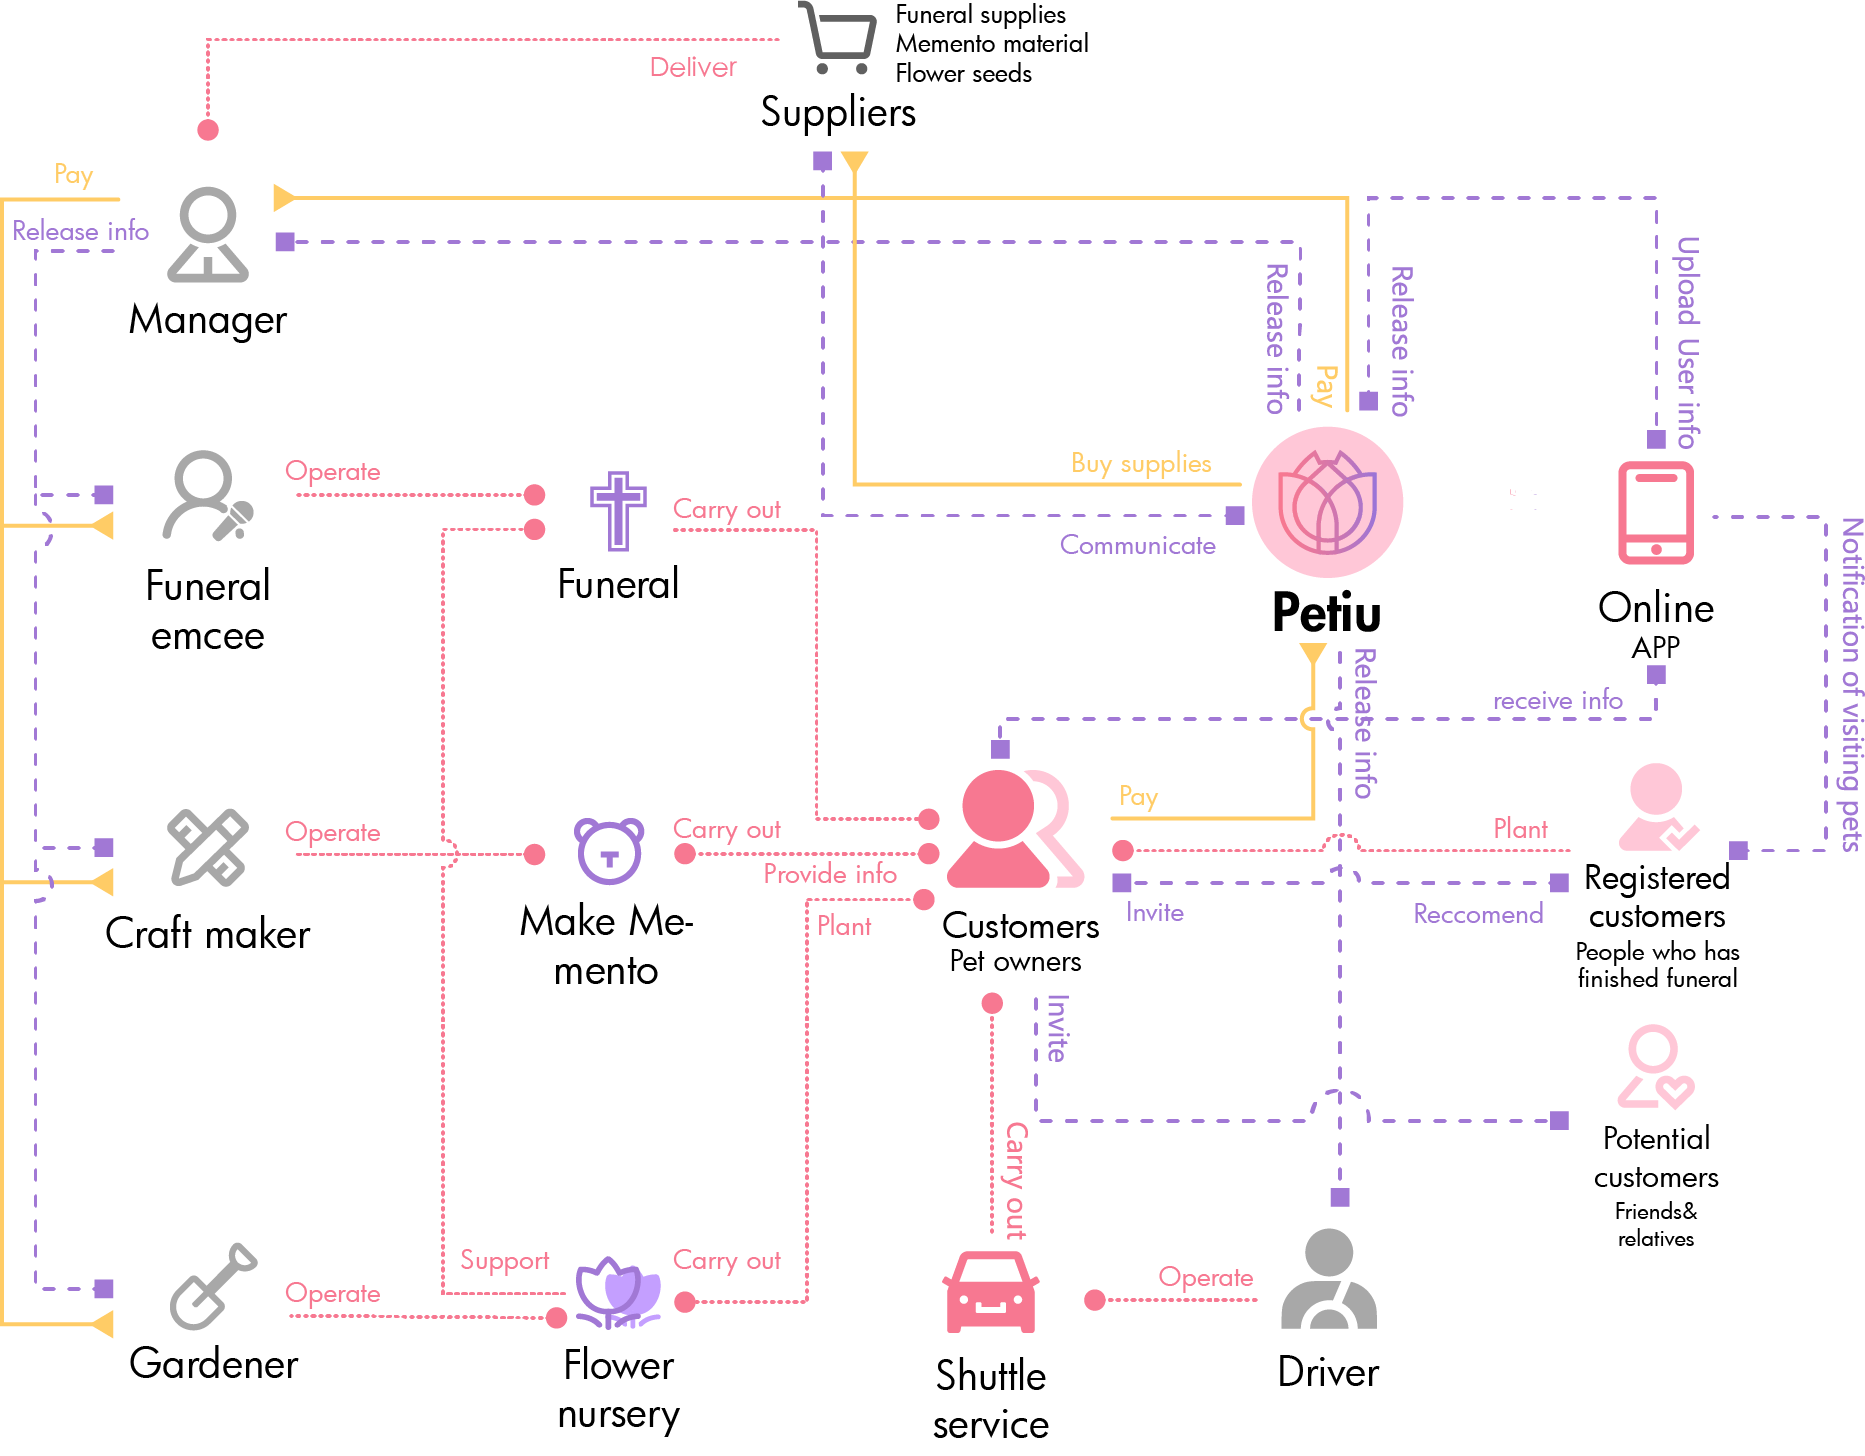 Funeral supplies
Memento material
Flower seeds
Deliver
Suppliers
Pay
Release info
Manager
Release info
Pay
Release info
Upload User info
Buy supplies
Communicate
Petiu
Online
APP
Notification of visiting pets
Operate
Carry out
Funeral
emcee
Funeral
Release info
receive info
Pay
Plant
Operate
Carry out
Provide info
Plant
Invite
Reccomend
Registered
customers
People who has
finished funeral
Craft maker
Make Me-
mento
Customers
Pet owners
Invite
Carry out
Potential
customers
Friends&
relatives
Operate
Support
Carry out
Operate
Gardener
Flower
nursery
Shuttle
service
Driver